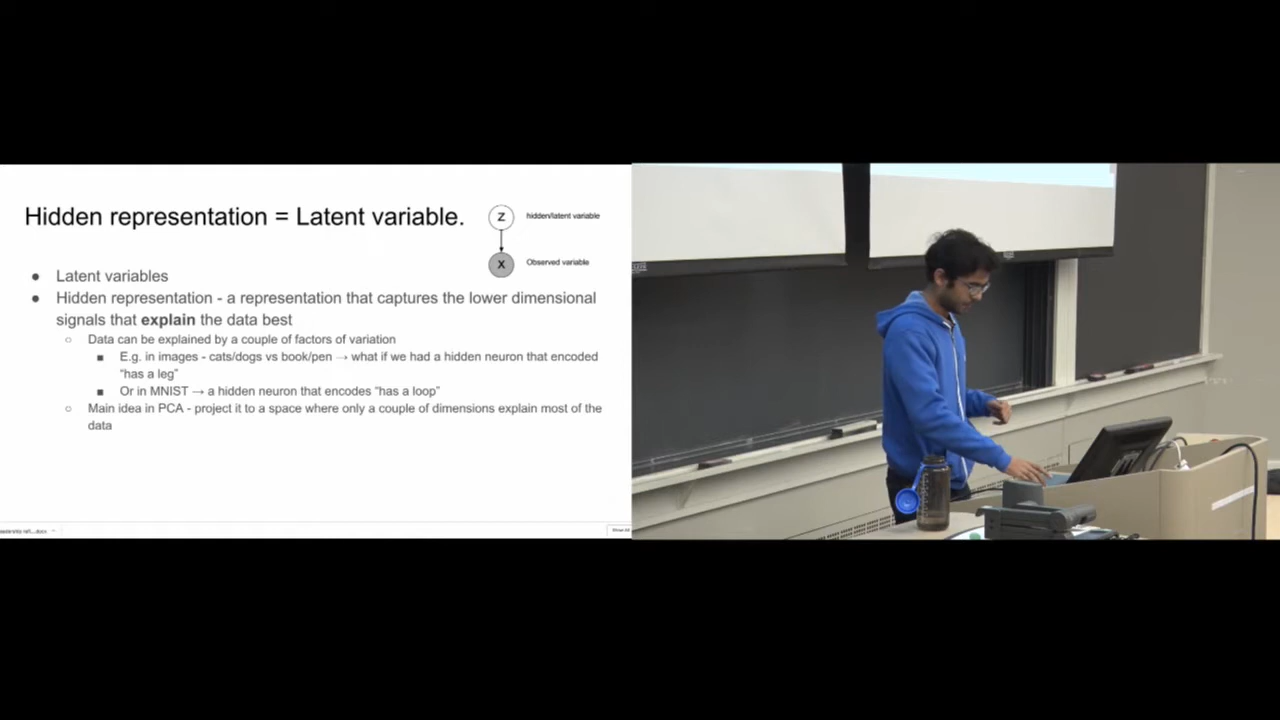 Hidden representation = Latent variable.
Z
hidden/latent variable
X
Observed variable
● Latent variables
● Hidden representation - a representation that captures the lower dimensional
signals that explain the data best
○ Data can be explained by a couple of factors of variation
■ E.g. in images - cats/dogs vs book/pen → what if we had a hidden neuron that encoded
“has a leg”
■ Or in MNIST → a hidden neuron that encodes “has a loop”
○ Main idea in PCA - project it to a space where only a couple of dimensions explain most of the
data
Show All